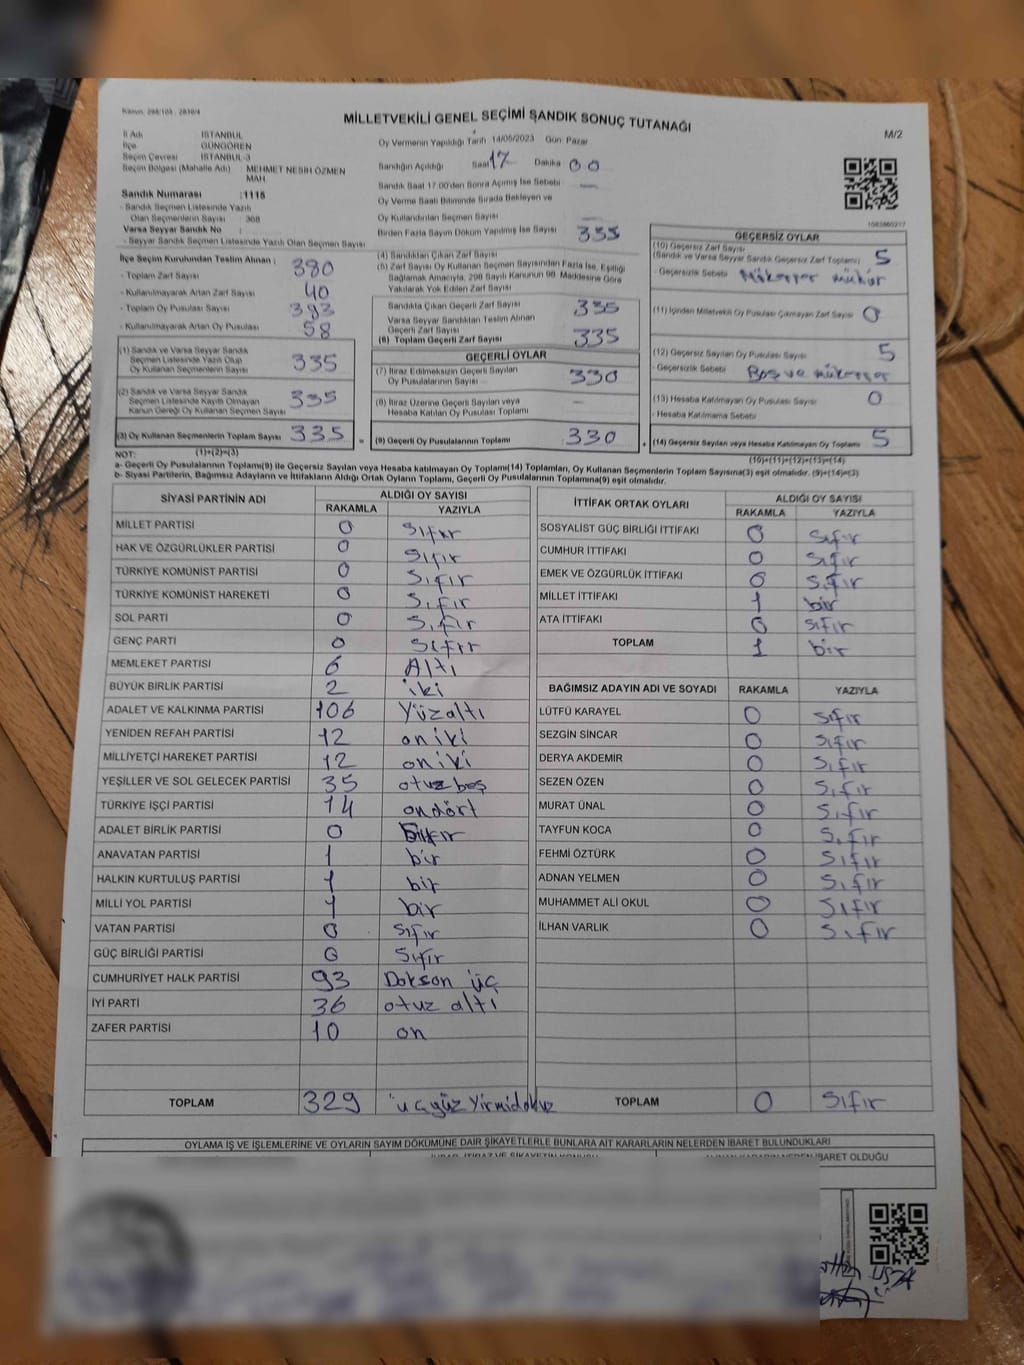 Kanun: 298/105 : 2839/4
MİLLETVEKİLİ GENEL SEÇİMİ SANDIK SONUÇ TUTANAĞI
M/2
İl Adı : İSTANBUL
İlçe : GÜNGÖREN
Seçim Çevresi : İSTANBUL-3
Seçim Bölgesi (Mahalle Adı) : MEHMET NESİH ÖZMEN MAH.
Sandık Numarası : 1115
- Sandık Seçmen Listesinde Yazılı
Olan Seçmenlerin Sayısı : 368
Varsa Seyyar Sandık No :
- Seyyar Sandık Seçmen Listesinde Yazılı Olan Seçmen Sayısı
Oy Vermenin Yapıldığı Tarih 14/05/2023 Gün: Pazar
Sandığın Açıldığı Saat 17 Dakika 00
Sandık Saat 17.00'den Sonra Açılmış İse Sebebi —
Oy Verme Saati Bitiminde Sırada Bekleyen ve
Oy Kullandırılan Seçmen Sayısı —
Birden Fazla Sayım Döküm Yapılmış İse Sayısı
(4) Sandıktan Çıkan Zarf Sayısı 335
(5) Zarf Sayısı Oy Kullanan Seçmen Sayısından Fazla İse, Eşitliği
Sağlamak Amacıyla, 298 Sayılı Kanunun 98. Maddesine Göre
Yakılarak Yok Edilen Zarf Sayısı
Sandıkta Çıkan Geçerli Zarf Sayısı 335
Varsa Seyyar Sandıktan Teslim Alınan
Geçerli Zarf Sayısı
(6) Toplam Geçerli Zarf Sayısı 335
İlçe Seçim Kurulundan Teslim Alınan ;
- Toplam Zarf Sayısı 380
- Kullanılmayarak Artan Zarf Sayısı 40
- Toplam Oy Pusulası Sayısı 393
- Kullanılmayarak Artan Oy Pusulası 58
(1) Sandık ve Varsa Seyyar Sandık
Seçmen Listesinde Yazılı Olup
Oy Kullanan Seçmenlerin Sayısı 335
(2) Sandık ve Varsa Seyyar Sandık
Seçmen Listesinde Kayıtlı Olmayan
Kanun Gereği Oy Kullanan Seçmen Sayısı 335
(3) Oy Kullanan Seçmenlerin Toplam Sayısı 335
(1)+(2)=(3)
GEÇERLİ OYLAR
(7) İtiraz Edilmeksizin Geçerli Sayılan
Oy Pusulalarının Sayısı 330
(8) İtiraz Üzerine Geçerli Sayılan veya
Hesaba Katılan Oy Pusulası Toplamı —
(9) Geçerli Oy Pusulalarının Toplamı 330
GEÇERSİZ OYLAR
(10) Geçersiz Zarf Sayısı
(Sandık ve Varsa Seyyar Sandık Geçersiz Zarf Toplamı) 5
- Geçersizlik Sebebi Mükerrer mühür
(11) İçinden Milletvekili Oy Pusulası Çıkmayan Zarf Sayısı 0
(12) Geçersiz Sayılan Oy Pusulası Sayısı 5
- Geçersizlik Sebebi Boş ve mükerrer
(13) Hesaba Katılmayan Oy Pusulası Sayısı 0
- Hesaba Katılmama Sebebi
(14) Geçersiz Sayılan veya Hesaba Katılmayan Oy Toplamı 5
(10)+(11)+(12)+(13)=(14)
NOT:
a- Geçerli Oy Pusulalarının Toplamı(9) ile Geçersiz Sayılan veya Hesaba katılmayan Oy Toplamı(14) Toplamları, Oy Kullanan Seçmenlerin Toplam Sayısına(3) eşit olmalıdır. (9)+(14)=(3)
b- Siyasi Partilerin, Bağımsız Adayların ve İttifakların Aldığı Ortak Oyların Toplamı, Geçerli Oy Pusulalarının Toplamına(9) eşit olmalıdır.
SİYASİ PARTİNİN ADI ALDIĞI OY SAYISI
RAKAMLA YAZIYLA
MİLLET PARTİSİ 0 Sıfır
HAK VE ÖZGÜRLÜKLER PARTİSİ 0 Sıfır
TÜRKİYE KOMÜNİST PARTİSİ 0 Sıfır
TÜRKİYE KOMÜNİST HAREKETİ 0 Sıfır
SOL PARTİ 0 Sıfır
GENÇ PARTİ 0 Sıfır
MEMLEKET PARTİSİ 6 Altı
BÜYÜK BİRLİK PARTİSİ 2 iki
ADALET VE KALKINMA PARTİSİ 106 Yüzaltı
YENİDEN REFAH PARTİSİ 12 oniki
MİLLİYETÇİ HAREKET PARTİSİ 12 oniki
YEŞİLLER VE SOL GELECEK PARTİSİ 35 otuz beş
TÜRKİYE İŞÇİ PARTİSİ 14 ondört
ADALET BİRLİK PARTİSİ 0 Sıfır
ANAVATAN PARTİSİ 1 bir
HALKIN KURTULUŞ PARTİSİ 1 bir
MİLLİ YOL PARTİSİ 1 bir
VATAN PARTİSİ 0 Sıfır
GÜÇ BİRLİĞİ PARTİSİ 0 Sıfır
CUMHURİYET HALK PARTİSİ 93 Dokson üç
İYİ PARTİ 36 otuz altı
ZAFER PARTİSİ 10 on
TOPLAM 329 üçyüz Yirmidokuz
İTTİFAK ORTAK OYLARI ALDIĞI OY SAYISI
RAKAMLA YAZIYLA
SOSYALİST GÜÇ BİRLİĞİ İTTİFAKI 0 Sıfır
CUMHUR İTTİFAKI 0 Sıfır
EMEK VE ÖZGÜRLÜK İTTİFAKI 0 Sıfır
MİLLET İTTİFAKI 1 bir
ATA İTTİFAKI 0 Sıfır
TOPLAM 1 bir
BAĞIMSIZ ADAYIN ADI VE SOYADI RAKAMLA YAZIYLA
LÜTFÜ KARAYEL 0 Sıfır
SEZGİN SİNCAR 0 Sıfır
DERYA AKDEMİR 0 Sıfır
SEZEN ÖZEN 0 Sıfır
MURAT ÜNAL 0 Sıfır
TAYFUN KOCA 0 Sıfır
FEHMİ ÖZTÜRK 0 Sıfır
ADNAN YELMEN 0 Sıfır
MUHAMMET ALİ OKUL 0 Sıfır
İLHAN VARLIK 0 Sıfır
TOPLAM 0 Sıfır
OYLAMA İŞ VE İŞLEMLERİNE VE OYLARIN SAYIM DÖKÜMÜNE DAİR ŞİKAYETLERLE BUNLARA AİT KARARLARIN NELERDEN İBARET BULUNDUKLARI
İBARET OLDUĞU